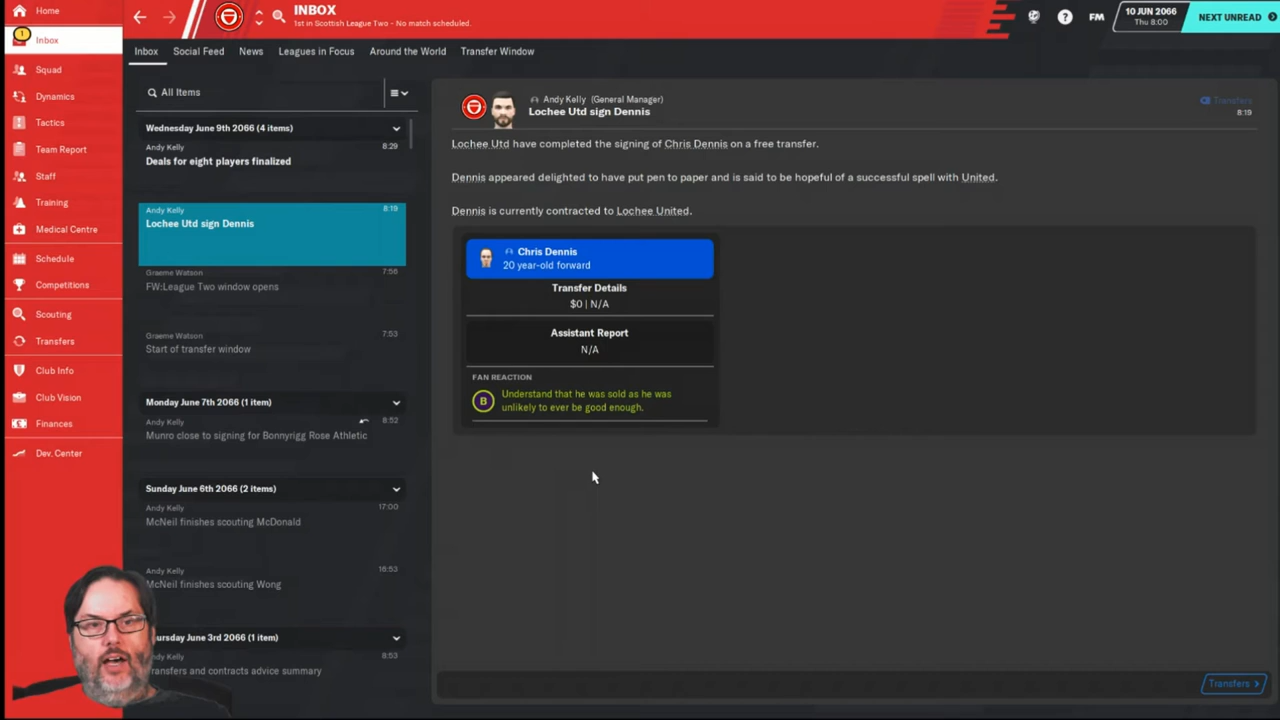 Home
Inbox
Squad
Dynamics
Tactics
Team Report
Staff
Training
Medical Centre
Schedule
Competitions
Scouting
Transfers
Club Info
Club Vision
Finances
Dev. Center
INBOX
1st in Scottish League Two - No match scheduled.
FM
10 JUN 2066
Thu 8:00
NEXT UNREAD
Inbox
Social Feed
News
Leagues in Focus
Around the World
Transfer Window
All Items
Wednesday June 9th 2066 (4 items)
Andy Kelly
8:29
Deals for eight players finalized
Andy Kelly
8:19
Lochee Utd sign Dennis
Graeme Watson
7:56
FW:League Two window opens
Graeme Watson
7:53
Start of transfer window
Monday June 7th 2066 (1 item)
Andy Kelly
8:52
Munro close to signing for Bonnyrigg Rose Athletic
Sunday June 6th 2066 (2 items)
Andy Kelly
17:00
McNeil finishes scouting McDonald
Andy Kelly
16:53
McNeil finishes scouting Wong
ursday June 3rd 2066 (1 item)
Andy Kelly
8:53
ransfers and contracts advice summary
Andy Kelly (General Manager)
Lochee Utd sign Dennis
Transfers
8:19
Lochee Utd have completed the signing of Chris Dennis on a free transfer.
Dennis appeared delighted to have put pen to paper and is said to be hopeful of a successful spell with United.
Dennis is currently contracted to Lochee United.
Chris Dennis
20 year-old forward
Transfer Details
$0 | N/A
Assistant Report
N/A
FAN REACTION
B
Understand that he was sold as he was
unlikely to ever be good enough.
Transfers >